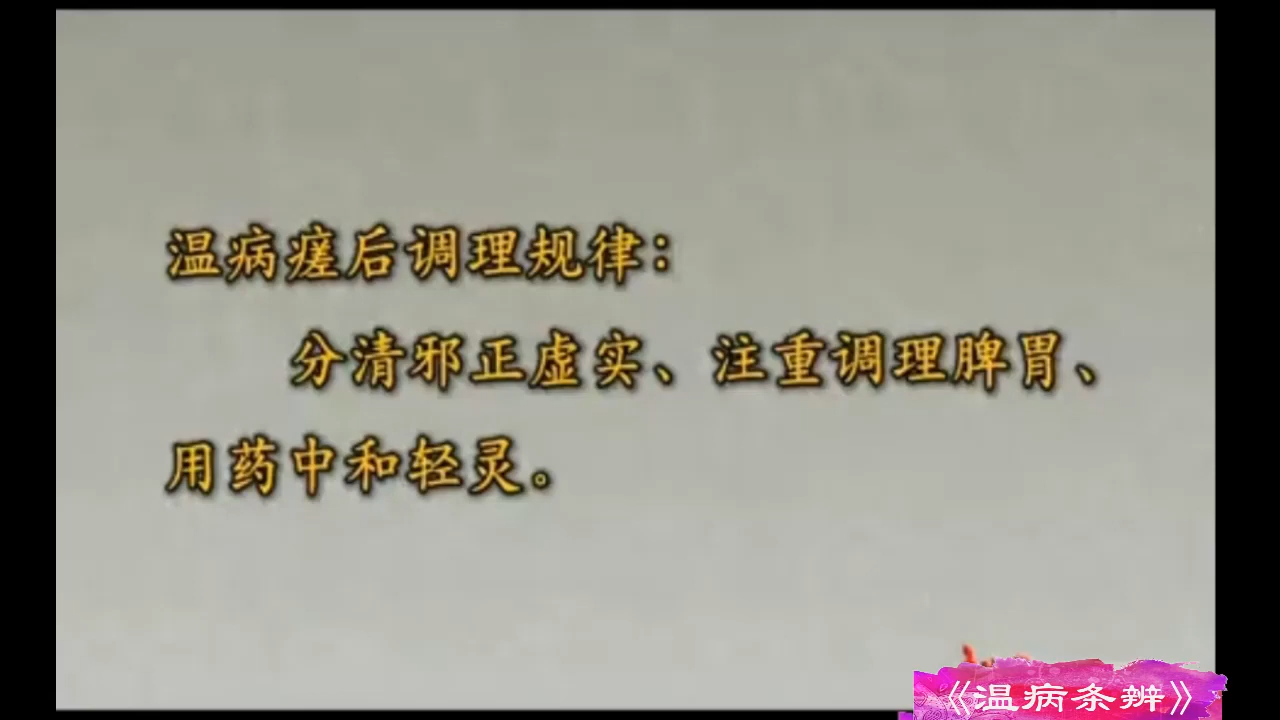 温病瘥后调理规律：
分清邪正虚实、注重调理脾胃、
用药中和轻灵。
《温病条辨》